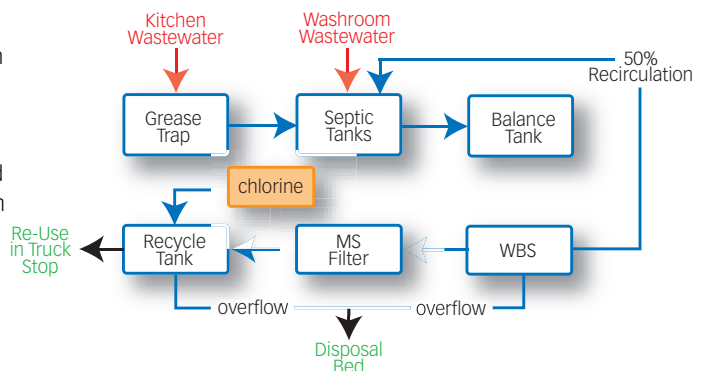 Kitchen
Wastewater
Washroom
Wastewater
50%
Recirculation
Grease
Trap
Septic
Tanks
Balance
Tank
chlorine
Re-Use
in Truck
Stop
Recycle
Tank
MS
Filter
WBS
overflow
overflow
Disposal
Bed